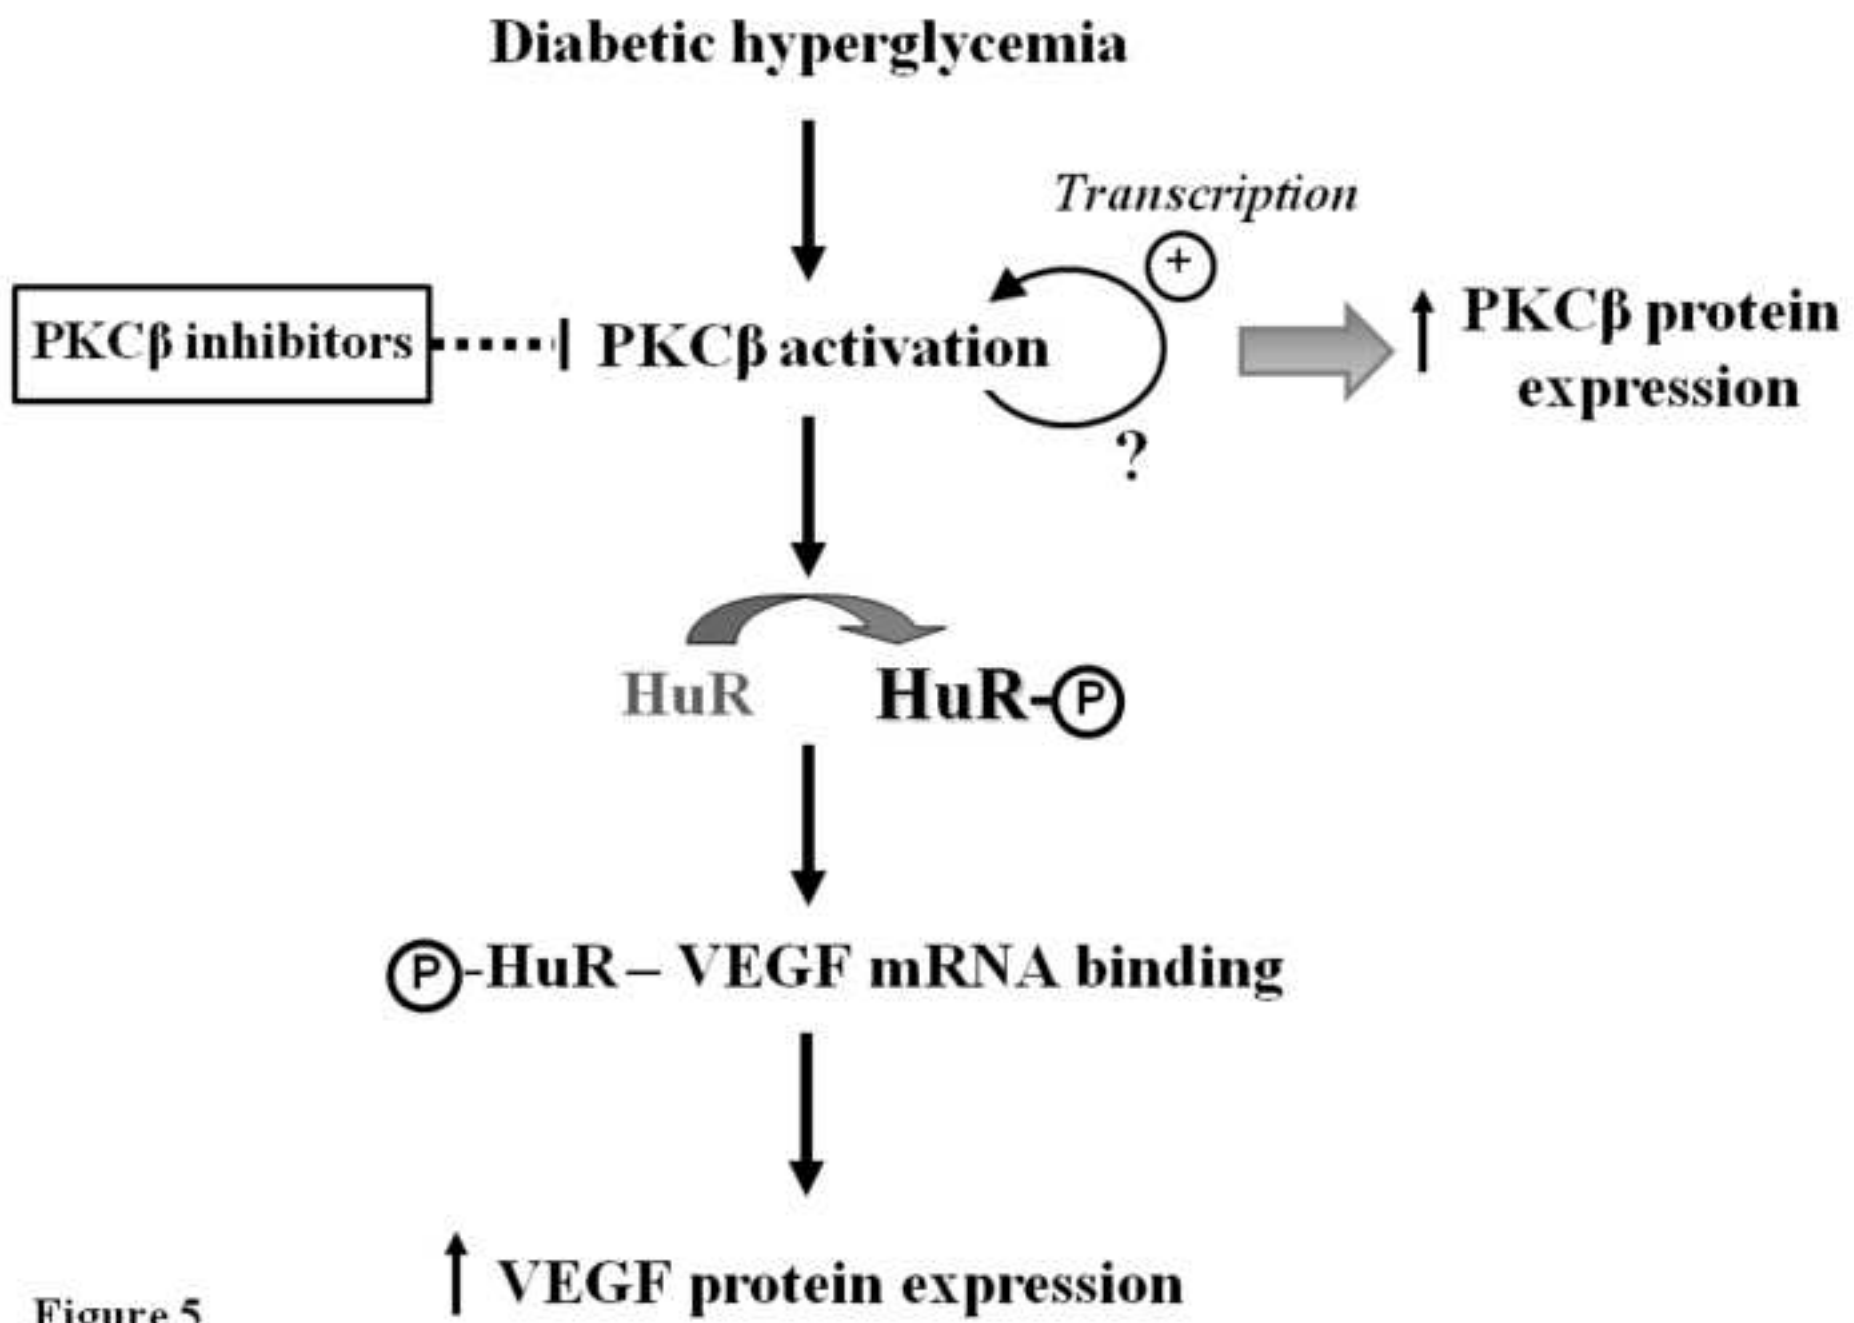 Diabetic hyperglycemia
Transcription
+
PKCβ inhibitors
PKCβ activation
?
PKCβ protein
expression
HuR
HuR-P
P-HuR – VEGF mRNA binding
VEGF protein expression
Figure 5